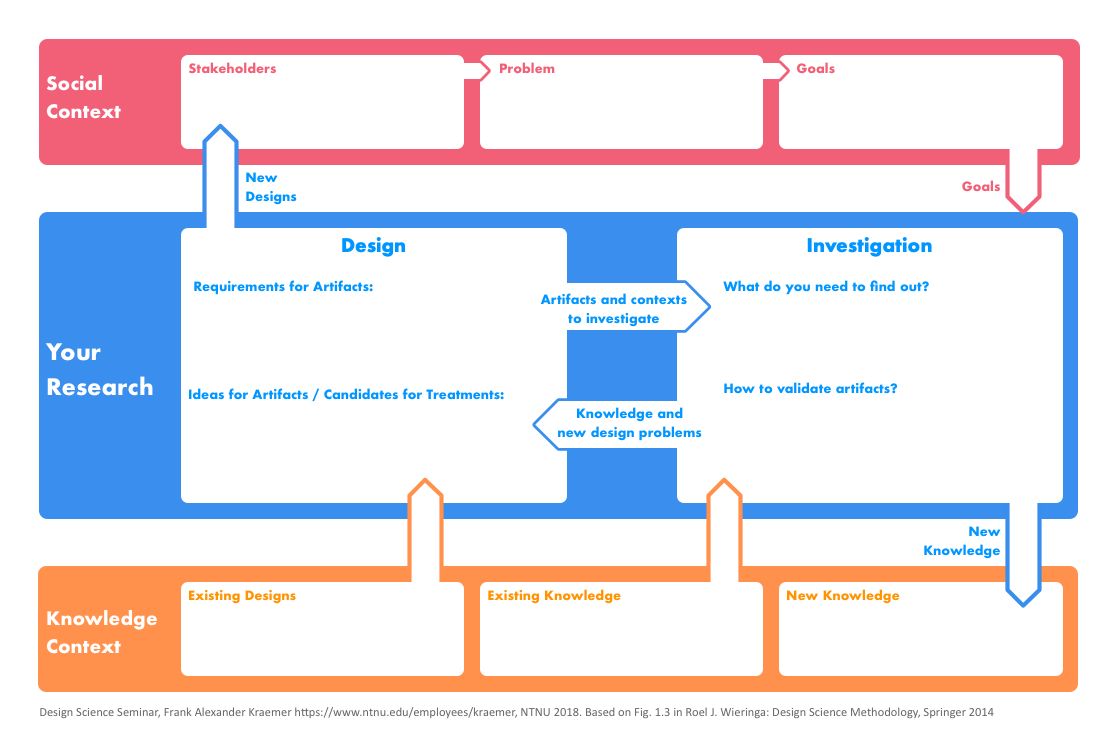 Social
Context
Stakeholders
Problem
Goals
New
Designs
Goals
Your
Research
Design
Requirements for Artifacts:
Ideas for Artifacts / Candidates for Treatments:
Artifacts and contexts
to investigate
Knowledge and
new design problems
Investigation
What do you need to find out?
How to validate artifacts?
New
Knowledge
Knowledge
Context
Existing Designs
Existing Knowledge
New Knowledge
Design Science Seminar, Frank Alexander Kraemer https://www.ntnu.edu/employees/kraemer, NTNU 2018. Based on Fig. 1.3 in Roel J. Wieringa: Design Science Methodology, Springer 2014